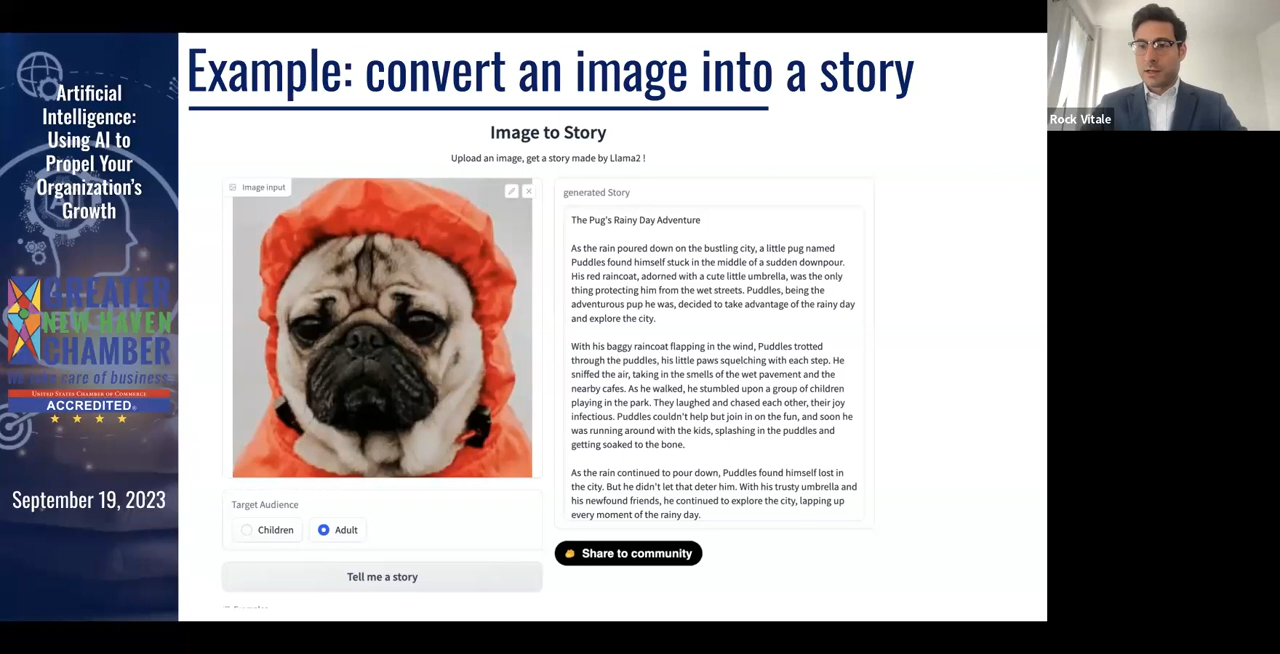 Artificial
Intelligence:
Using AI to
Propel Your
Organization's
Growth
GREATER
NEW HAVEN
CHAMBER
We take care of business.
UNITED STATES CHAMBER OF COMMERCE
ACCREDITED
September 19, 2023
Example: convert an image into a story
Image to Story
Upload an image, get a story made by Llama2 !
Image input
Target Audience
Children
Adult
Tell me a story
generated Story
The Pug's Rainy Day Adventure
As the rain poured down on the bustling city, a little pug named
Puddles found himself stuck in the middle of a sudden downpour.
His red raincoat, adorned with a cute little umbrella, was the only
thing protecting him from the wet streets. Puddles, being the
adventurous pup he was, decided to take advantage of the rainy day
and explore the city.
With his baggy raincoat flapping in the wind, Puddles trotted
through the puddles, his little paws squelching with each step. He
sniffed the air, taking in the smells of the wet pavement and the
nearby cafes. As he walked, he stumbled upon a group of children
playing in the park. They laughed and chased each other, their joy
infectious. Puddles couldn't help but join in on the fun, and soon he
was running around with the kids, splashing in the puddles and
getting soaked to the bone.
As the rain continued to pour down, Puddles found himself lost in
the city. But he didn't let that deter him. With his trusty umbrella and
his newfound friends, he continued to explore the city, lapping up
every moment of the rainy day.
Share to community
Rock Vitale